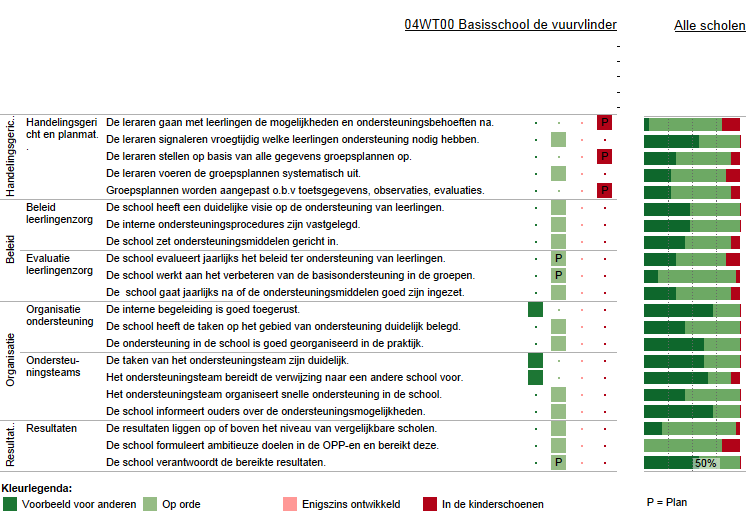 04WT00 Basisschool de vuurvlinder Alle scholen
Handelingsgeric..
Handelingsgeri
cht en planmat.
.
De leraren gaan met leerlingen de mogelijkheden en ondersteuningsbehoeften na. P
De leraren signaleren vroegtijdig welke leerlingen ondersteuning nodig hebben.
De leraren stellen op basis van alle gegevens groepsplannen op. P
De leraren voeren de groepsplannen systematisch uit.
Groepsplannen worden aangepast o.b.v toetsgegevens, observaties, evaluaties. P
Beleid
Beleid
leerlingenzorg
De school heeft een duidelijke visie op de ondersteuning van leerlingen.
De interne ondersteuningsprocedures zijn vastgelegd.
De school zet ondersteuningsmiddelen gericht in.
Evaluatie
leerlingenzorg
De school evalueert jaarlijks het beleid ter ondersteuning van leerlingen. P
De school werkt aan het verbeteren van de basisondersteuning in de groepen. P
De school gaat jaarlijks na of de ondersteuningsmiddelen goed zijn ingezet.
Organisatie
Organisatie
ondersteuning
De interne begeleiding is goed toegerust.
De school heeft de taken op het gebied van ondersteuning duidelijk belegd.
De ondersteuning in de school is goed georganiseerd in de praktijk.
Ondersteu-
ningsteams
De taken van het ondersteuningsteam zijn duidelijk.
Het ondersteuningsteam bereidt de verwijzing naar een andere school voor.
Het ondersteuningsteam organiseert snelle ondersteuning in de school.
De school informeert ouders over de ondersteuningsmogelijkheden.
Resultat..
Resultaten
De resultaten liggen op of boven het niveau van vergelijkbare scholen.
De school formuleert ambitieuze doelen in de OPP-en en bereikt deze.
De school verantwoordt de bereikte resultaten. P 50%
Kleurlegenda:
Voorbeeld voor anderen Op orde Enigszins ontwikkeld In de kinderschoenen P = Plan